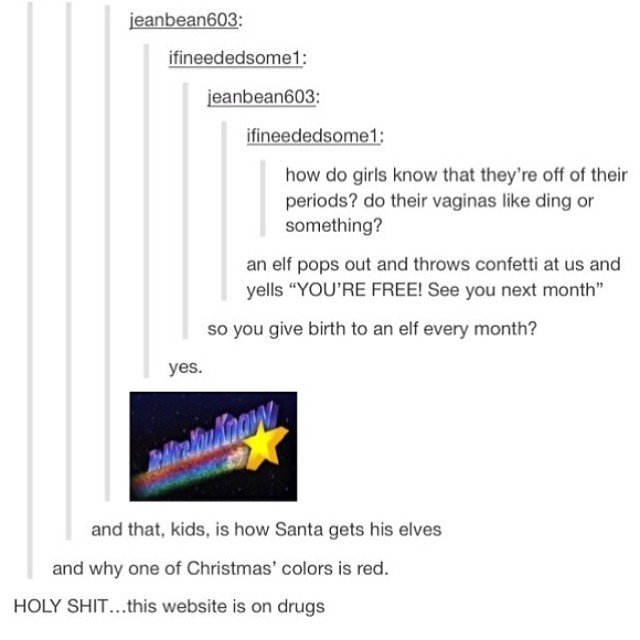 jeanbean603:
ifineededsome1:
jeanbean603:
ifineededsome1:
how do girls know that they’re off of their
periods? do their vaginas like ding or
something?
an elf pops out and throws confetti at us and
yells “YOU’RE FREE! See you next month”
so you give birth to an elf every month?
yes.
The More You Know
and that, kids, is how Santa gets his elves
and why one of Christmas’ colors is red.
HOLY SHIT...this website is on drugs